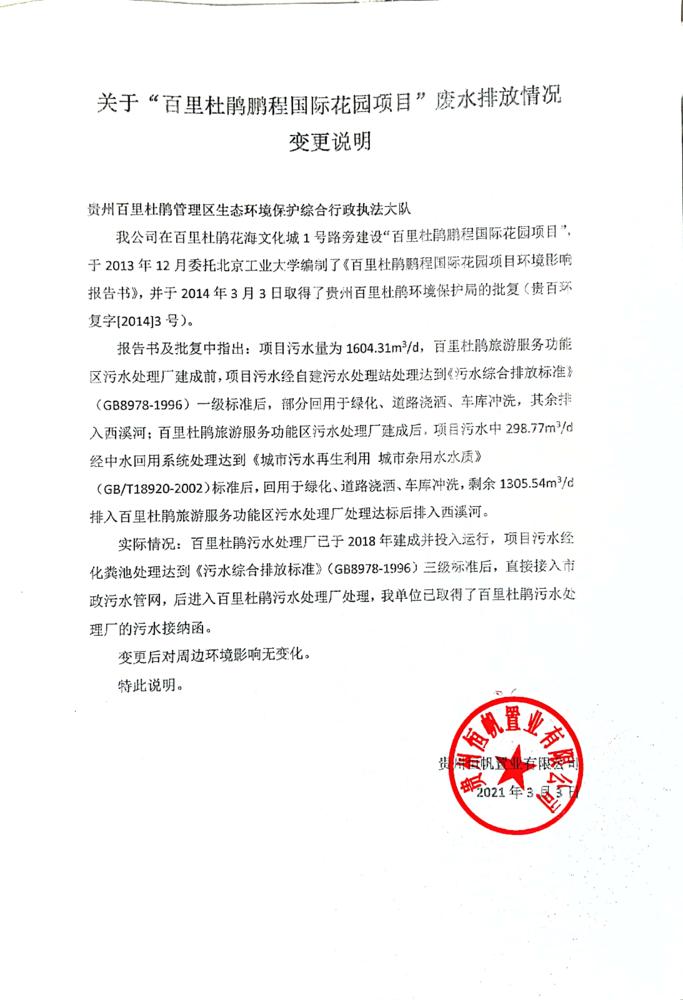 关于“百里杜鹃鹏程国际花园项目”废水排放情况
变更说明
贵州百里杜鹃管理区生态环境保护综合行政执法大队
我公司在百里杜鹃花海文化城 1 号路旁建设“百里杜鹃鹏程国际花园项目”，
于 2013 年 12 月委托北京工业大学编制了《百里杜鹃鹏程国际花园项目环境影响
报告书》，并于 2014 年 3 月 3 日取得了贵州百里杜鹃环境保护局的批复（贵百环
复字[2014]3 号）。
报告书及批复中指出：项目污水量为 1604.31m³/d，百里杜鹃旅游服务功能
区污水处理厂建成前，项目污水经自建污水处理站处理达到《污水综合排放标准》
（GB8978-1996）一级标准后，部分回用于绿化、道路浇洒、车库冲洗，其余排
入西溪河；百里杜鹃旅游服务功能区污水处理厂建成后，项目污水中 298.77m³/d
经中水回用系统处理达到《城市污水再生利用 城市杂用水水质》
（GB/T18920-2002）标准后，回用于绿化、道路浇洒、车库冲洗，剩余 1305.54m³/d
排入百里杜鹃旅游服务功能区污水处理厂处理达标后排入西溪河。
实际情况：百里杜鹃污水处理厂已于 2018 年建成并投入运行，项目污水经
化粪池处理达到《污水综合排放标准》（GB8978-1996）三级标准后，直接接入市
政污水管网，后进入百里杜鹃污水处理厂处理，我单位已取得了百里杜鹃污水处
理厂的污水接纳函。
变更后对周边环境影响无变化。
特此说明。
贵州恒帆置业有限公司
贵州恒帆置业有限公司
2021 年 3 月 3 日